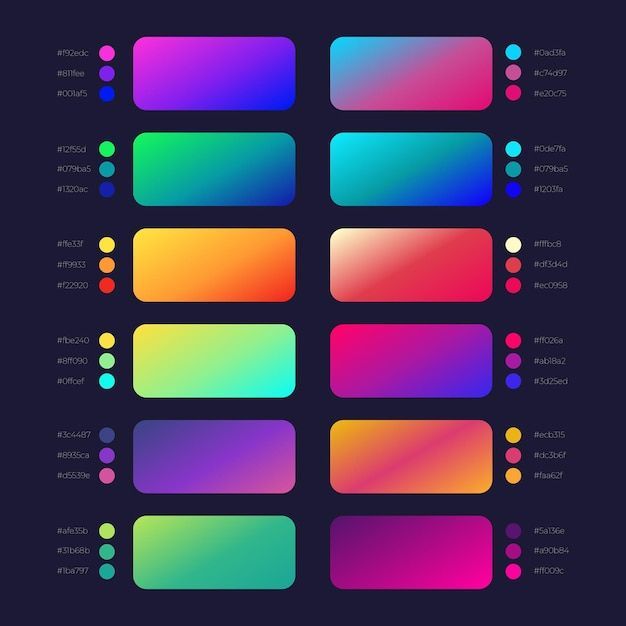 #f92edc
#811fee
#001af5
#0ad3fa
#c74d97
#e20c75
#12f55d
#079ba5
#1320ac
#0de7fa
#079ba5
#1203fa
#ffe33f
#ff9933
#f22920
#fffbc8
#df3d4d
#ec0958
#fbe240
#8ff090
#0ffcef
#ff026a
#ab18a2
#3d25ed
#3c4487
#8935ca
#d5539e
#ecb315
#dc3b6f
#faa62f
#afe35b
#31b68b
#1ba797
#5a136e
#a90b84
#ff009c